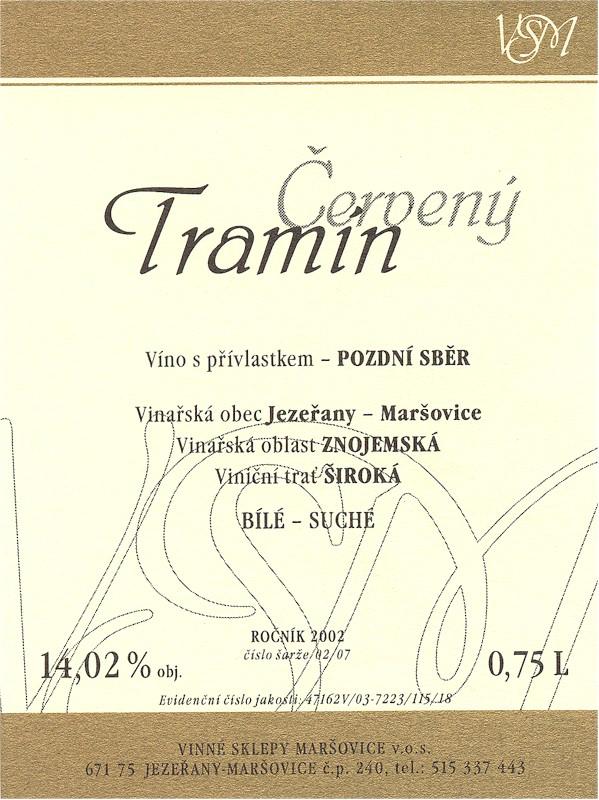 VSM
Tramín Červený
Víno s přívlastkem – POZDNÍ SBĚR
Vinařská obec Jezeřany – Maršovice
Vinařská oblast ZNOJEMSKÁ
Viniční trať ŠIROKÁ
BÍLÉ – SUCHÉ
ROČNÍK 2002
číslo šarže 02/07
14,02 % obj.
0,75 L
Evidenční číslo jakosti: 47162V/03-7223/115/18
VINNÉ SKLEPY MARŠOVICE v.o.s.
671 75 JEZEŘANY-MARŠOVICE č.p. 240, tel.: 515 337 443